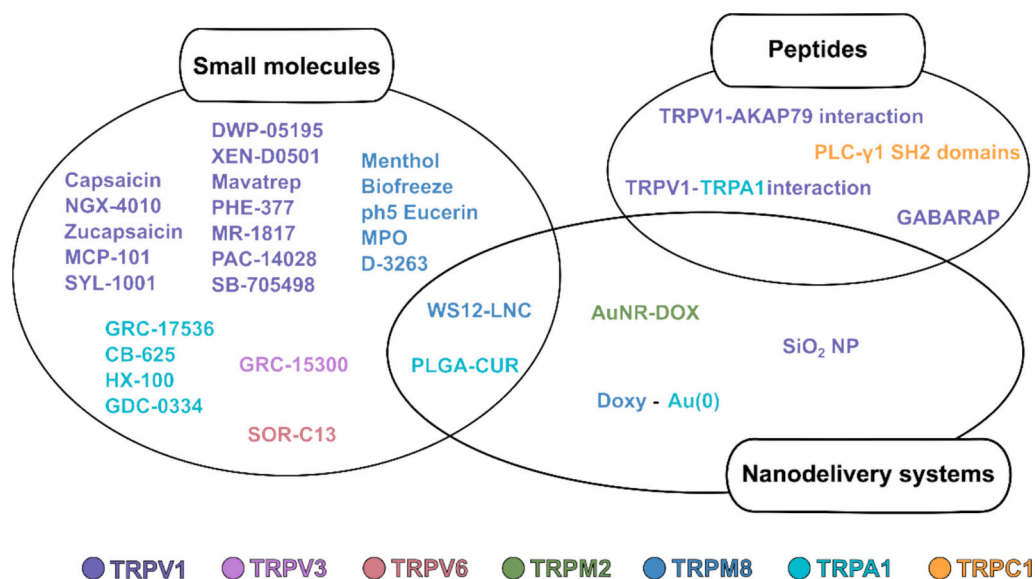 Small molecules
Peptides
DWP-05195
XEN-D0501
Mavatrep
PHE-377
MR-1817
PAC-14028
SB-705498
Capsaicin
NGX-4010
Zucapsaicin
MCP-101
SYL-1001
Menthol
Biofreeze
ph5 Eucerin
MPO
D-3263
GRC-17536
CB-625
HX-100
GDC-0334
GRC-15300
SOR-C13
WS12-LNC
PLGA-CUR
TRPV1-AKAP79 interaction
PLC-γ1 SH2 domains
TRPV1-TRPA1interaction
GABARAP
AuNR-DOX
SiO₂ NP
Doxy - Au(0)
Nanodelivery systems
TRPV1 TRPV3 TRPV6 TRPM2 TRPM8 TRPA1 TRPC1